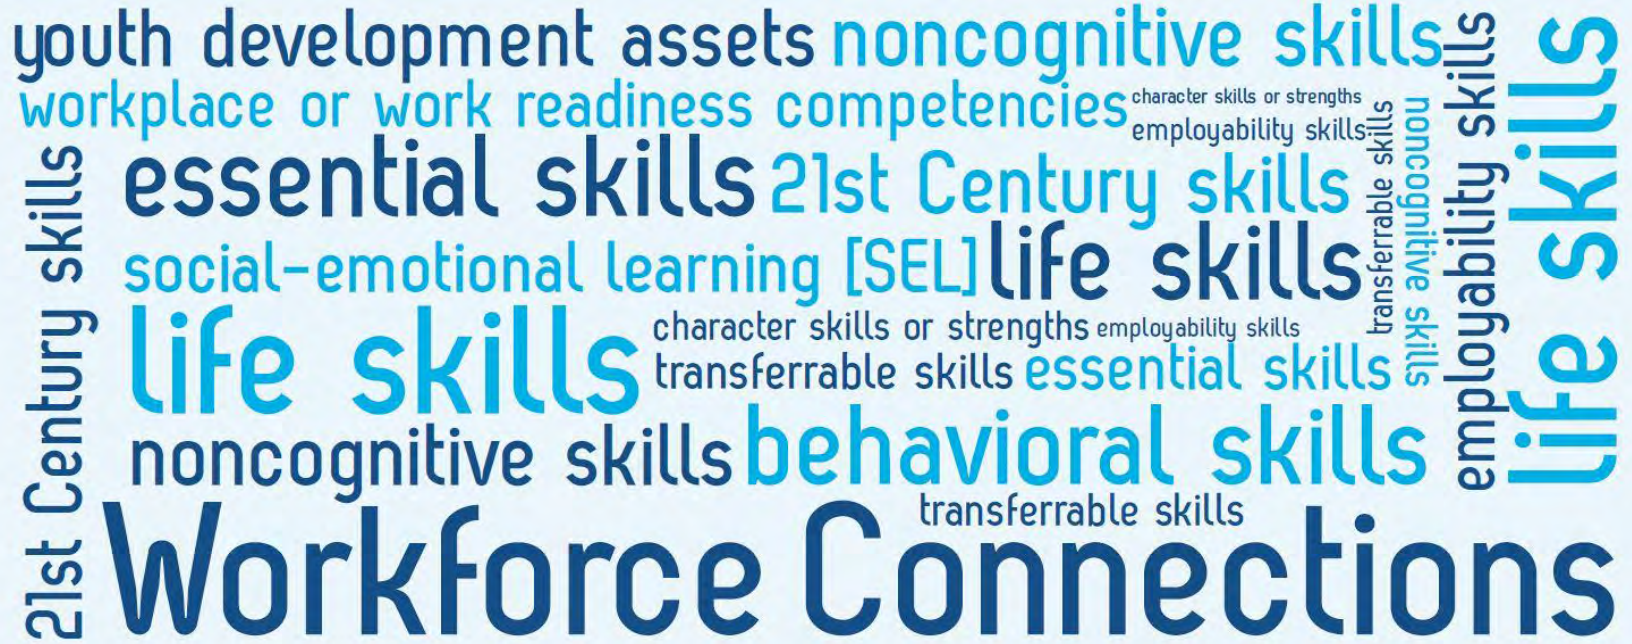 youth development assets
noncognitive skills
workplace or work readiness competencies
character skills or strengths
employability skills
essential skills
21st Century skills
social-emotional learning [SEL]
life skills
life skills
character skills or strengths
employability skills
transferrable skills
essential skills
noncognitive skills
behavioral skills
transferrable skills
Workforce Connections
21st Century skills
transferrable skills
noncognitive skills
employability skills
life skills